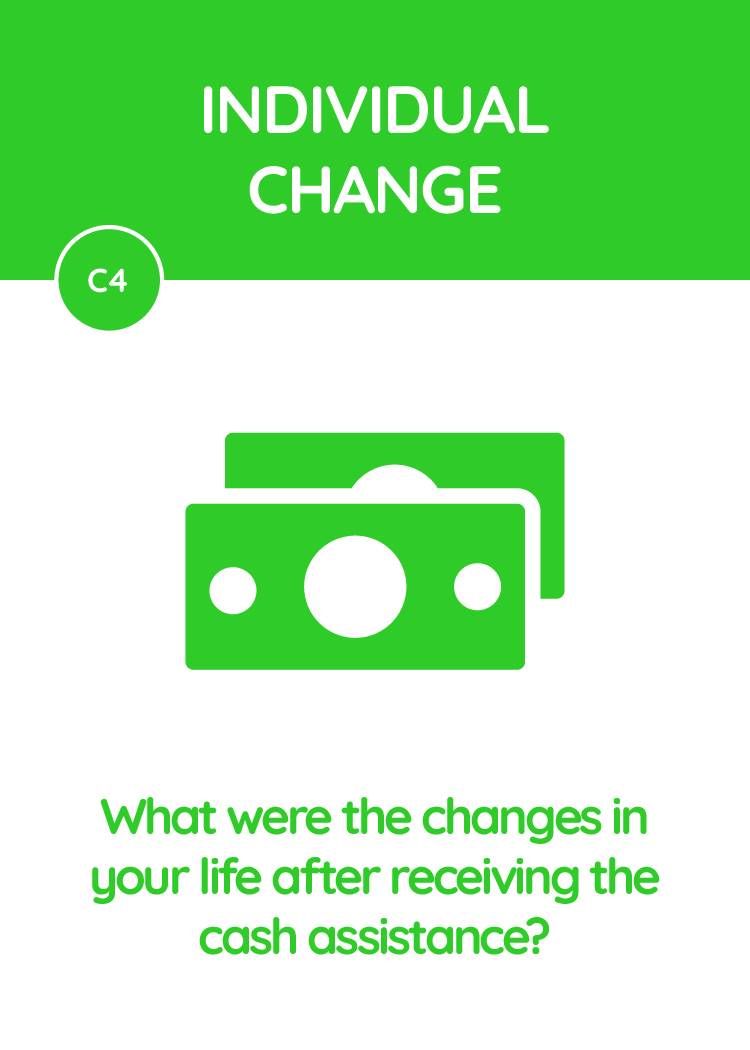 INDIVIDUAL
CHANGE
C4
What were the changes in
your life after receiving the
cash assistance?